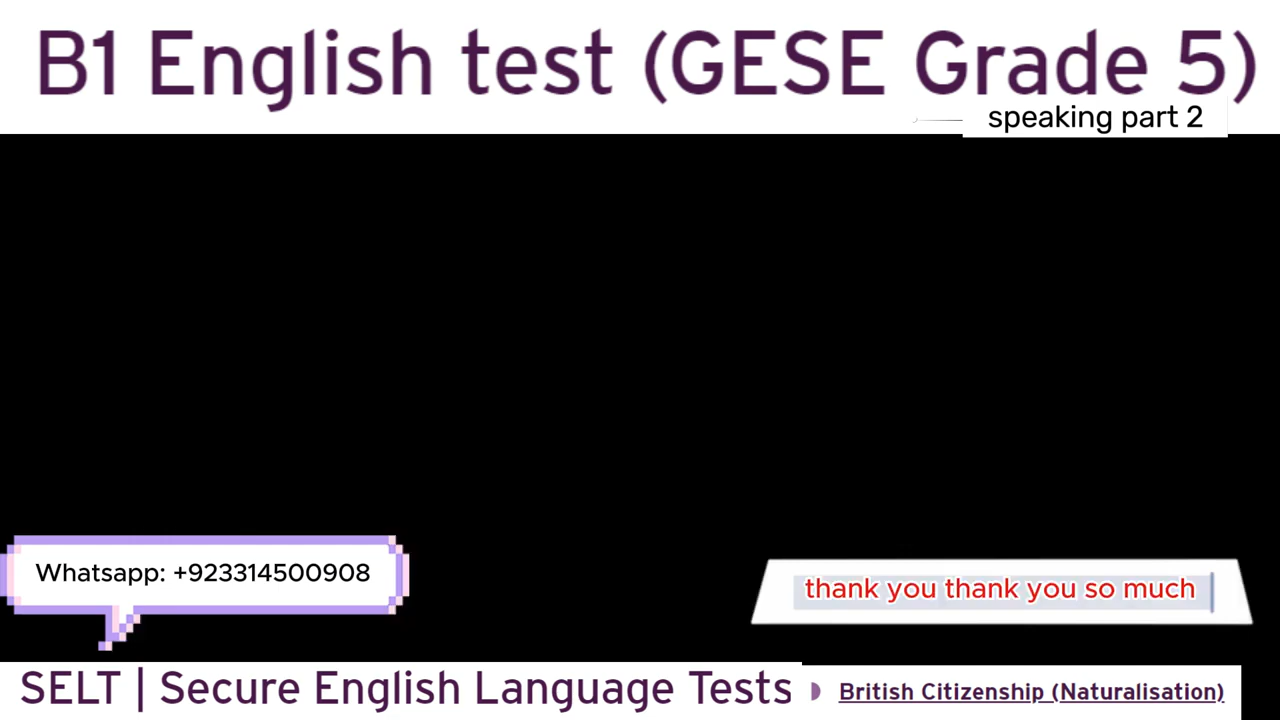 B1 English test (GESE Grade 5)
speaking part 2
Whatsapp: +923314500908
thank you thank you so much
SELT | Secure English Language Tests
British Citizenship (Naturalisation)